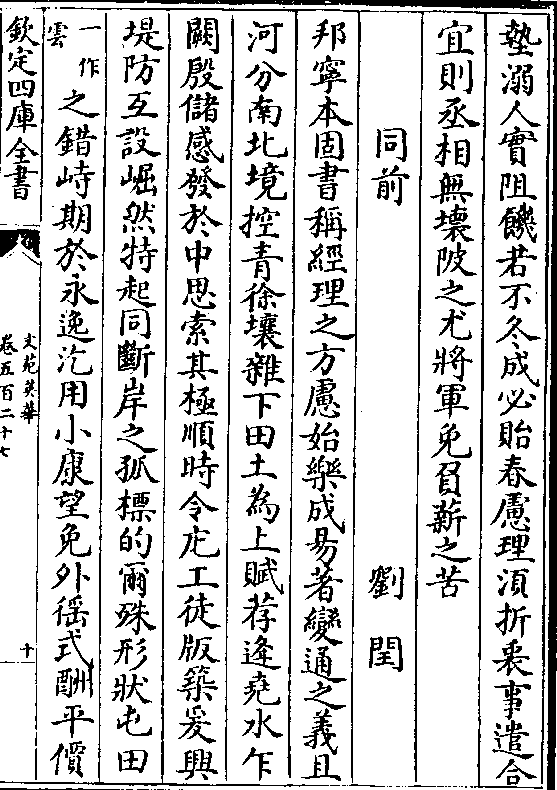 墊溺人實阻饑若不冬成必貽春慮理須折衷事遣合
宜則丞相無壊陂之尤將軍免負薪之苦
同前 劉閏
邦寧本固書稱經理之方慮始樂成易著變通之義且
河分南北境控青徐壤雜下田土為上賦荐逢堯水乍
闕殷儲感發於中思索其極順時令庀工徒版築爰興
堤防互設崛然特起同斷岸之孤標的爾殊形狀屯田
一作雲之錯峙期於永逸汔用小康望免外徭式酬平價
欽定四庫全書
文苑英華
卷五百二十七
十